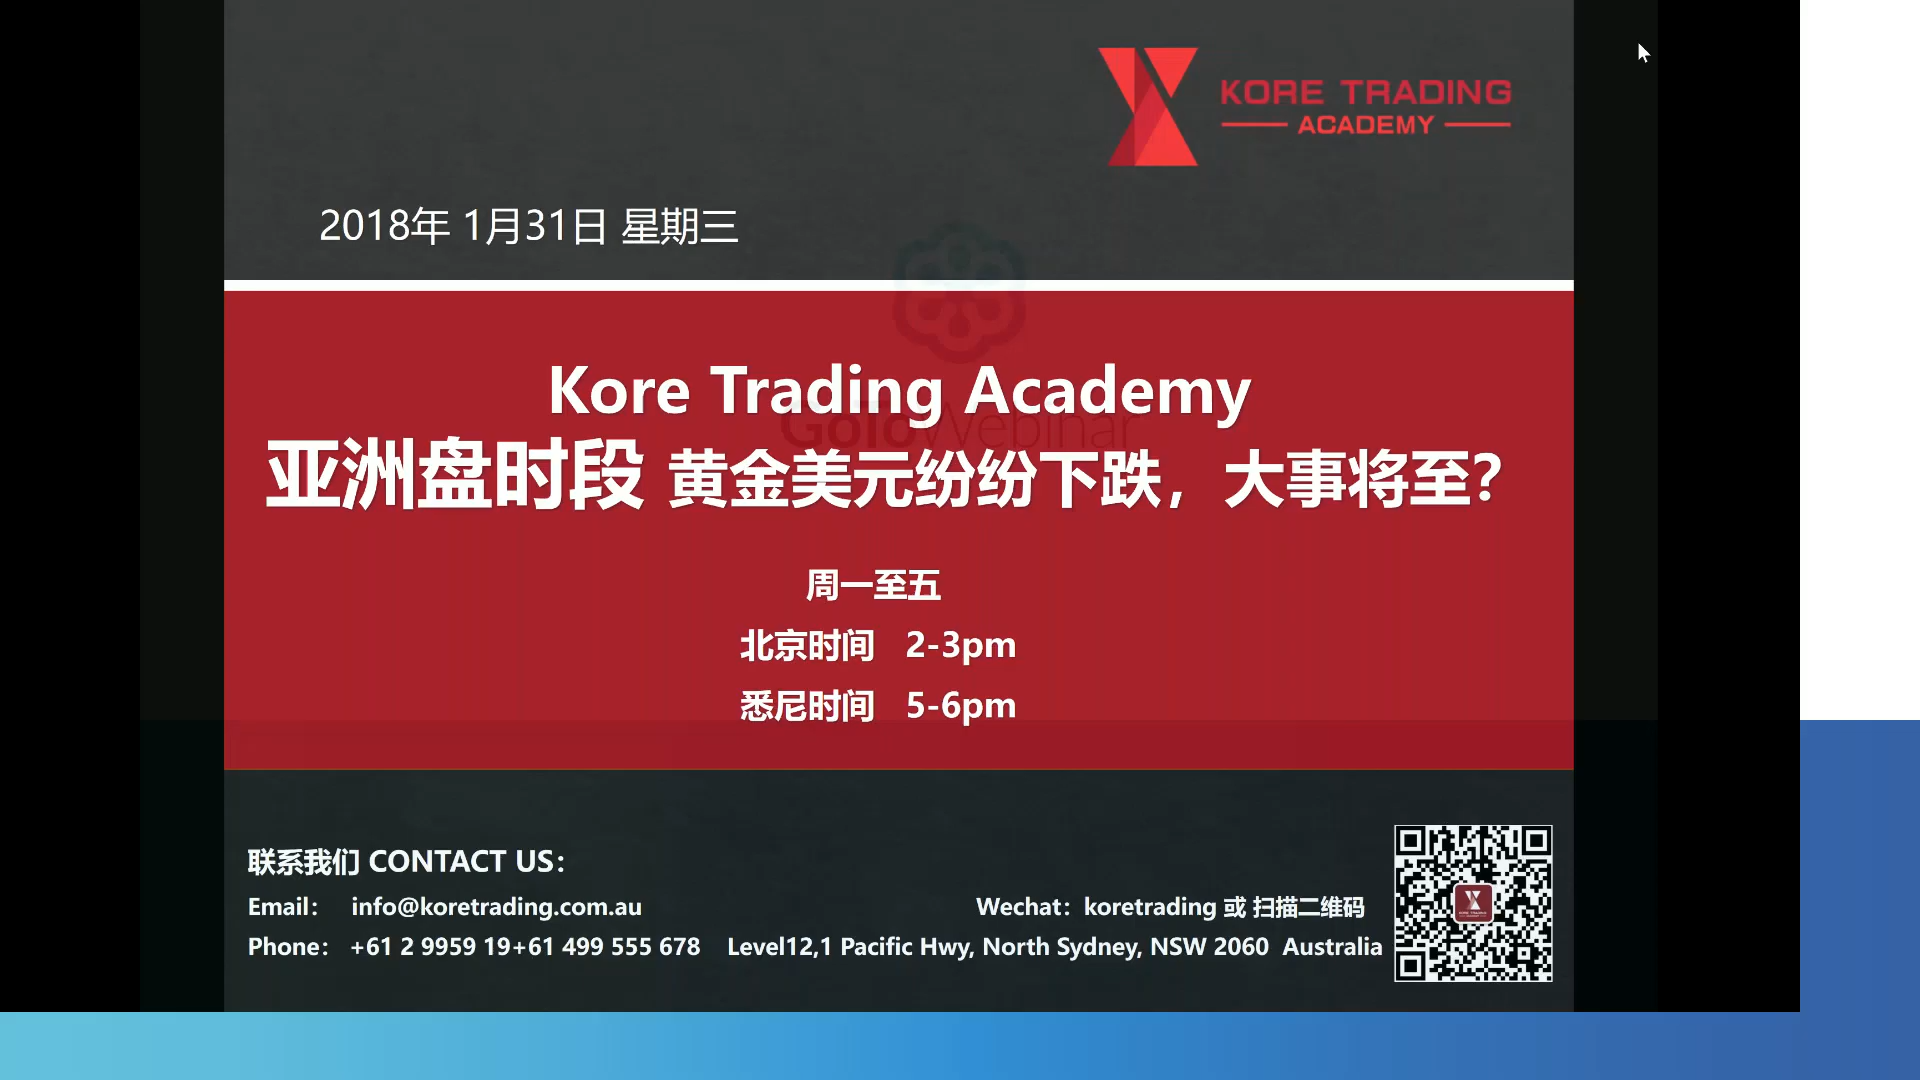 KORE TRADING
ACADEMY
2018年 1月31日 星期三
Kore Trading Academy
GoToWebinar
亚洲盘时段 黄金美元纷纷下跌，大事将至？
周一至五
北京时间 2-3pm
悉尼时间 5-6pm
联系我们 CONTACT US：
Email： info@koretrading.com.au
Wechat：koretrading 或 扫描二维码
Phone： +61 2 9959 19+61 499 555 678 Level12,1 Pacific Hwy, North Sydney, NSW 2060 Australia
KORE TRADING